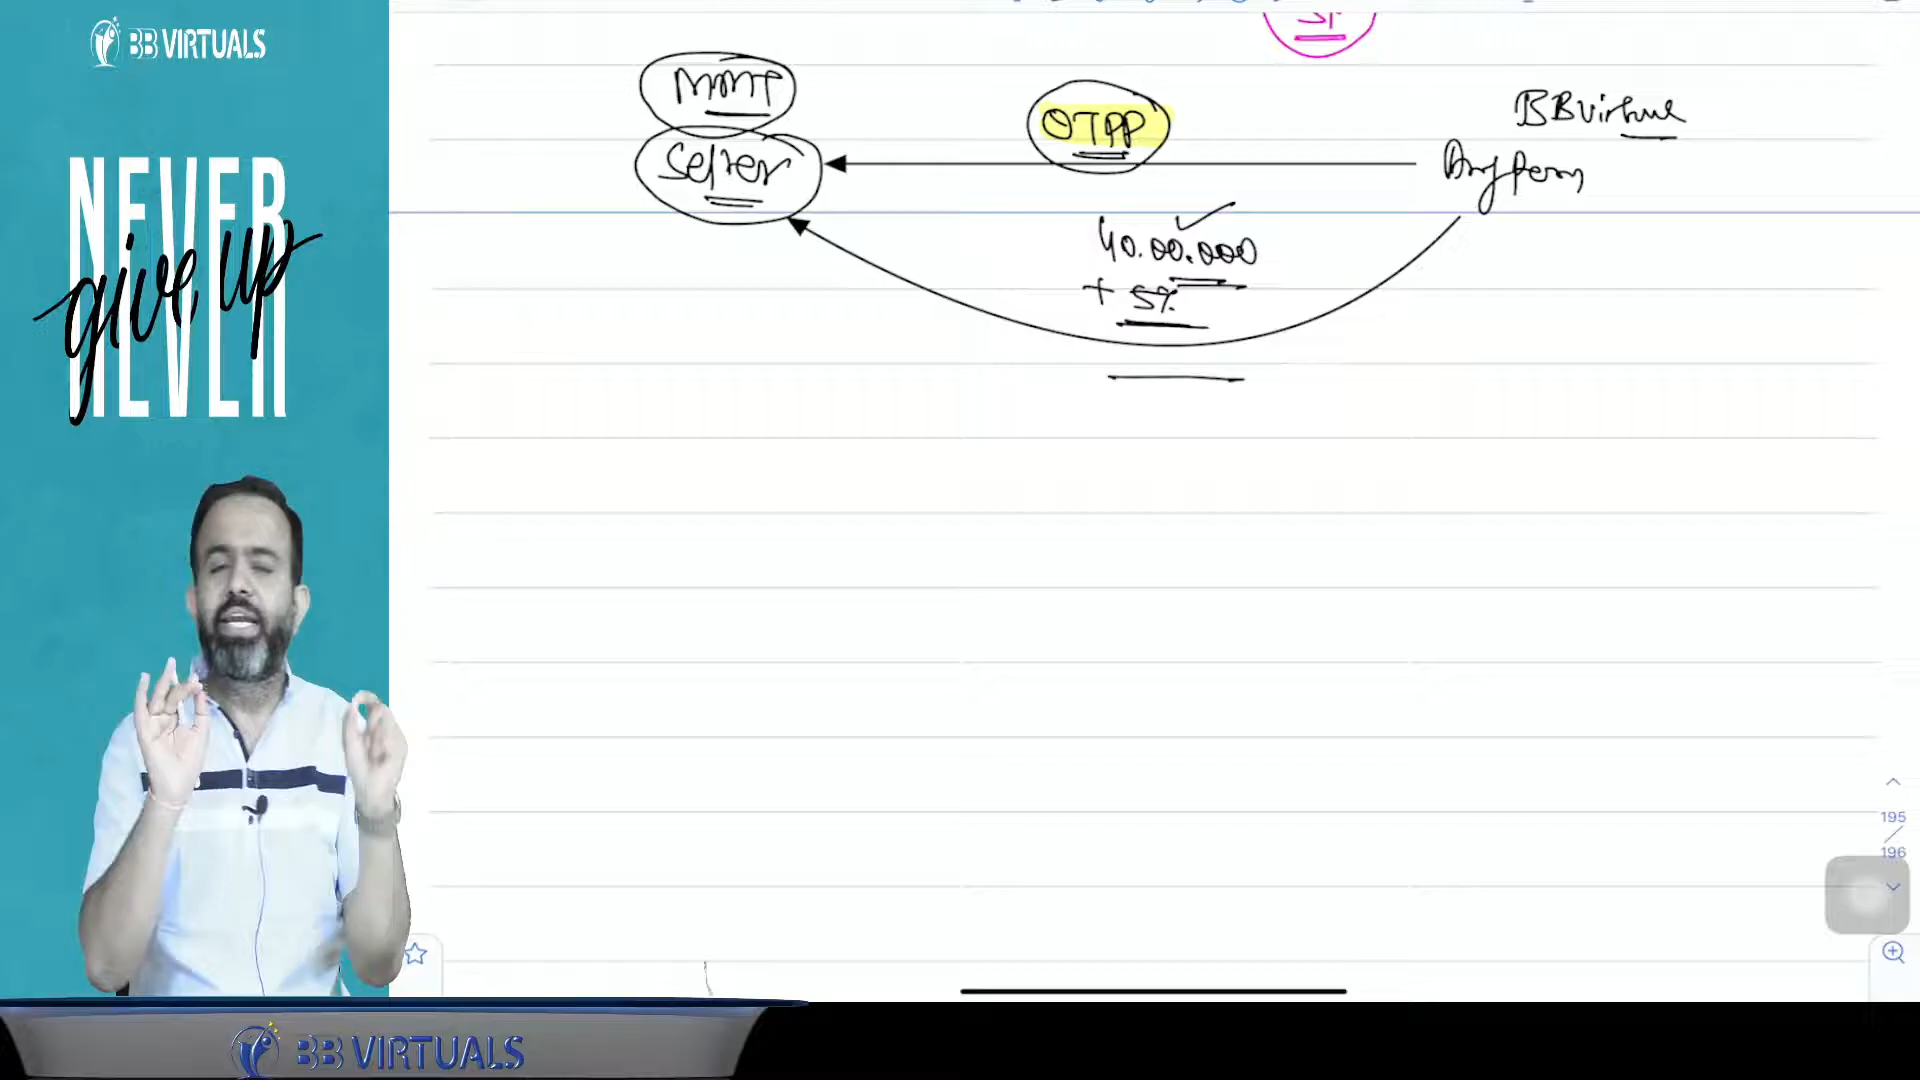 BB VIRTUALS
NEVER
give up
NEVER
MMT
Seller
OTPP
BBVirtual
Any Person
40.00.000
+ 5%
195
196
BB VIRTUALS